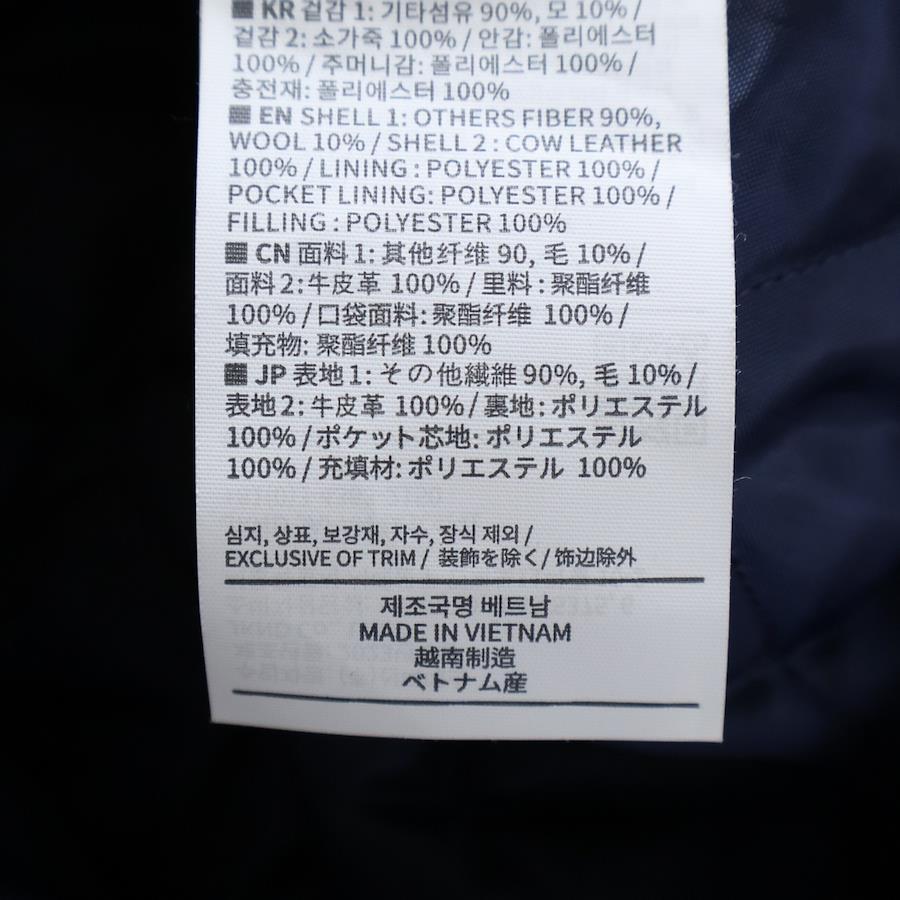 KR 겉감 1: 기타섬유 90%, 모 10% /
겉감 2: 소가죽 100% / 안감: 폴리에스터
100% / 주머니감: 폴리에스터 100% /
충전재: 폴리에스터 100%
EN SHELL 1: OTHERS FIBER 90%,
WOOL 10% / SHELL 2 : COW LEATHER
100% / LINING : POLYESTER 100% /
POCKET LINING: POLYESTER 100% /
FILLING : POLYESTER 100%
CN 面料 1: 其他纤维 90, 毛 10% /
面料 2: 牛皮革 100% / 里料 : 聚酯纤维
100% / 口袋面料: 聚酯纤维 100% /
填充物: 聚酯纤维 100%
JP 表地 1: その他繊維 90%, 毛 10% /
表地2: 牛皮革 100% / 裏地 : ポリエステル
100% /ポケット芯地: ポリエステル
100% / 充填材: ポリエステル 100%
심지, 상표, 보강재, 자수, 장식 제외 /
EXCLUSIVE OF TRIM / 装飾を除く/ 饰边除外
제조국명 베트남
MADE IN VIETNAM
越南制造
ベトナム産